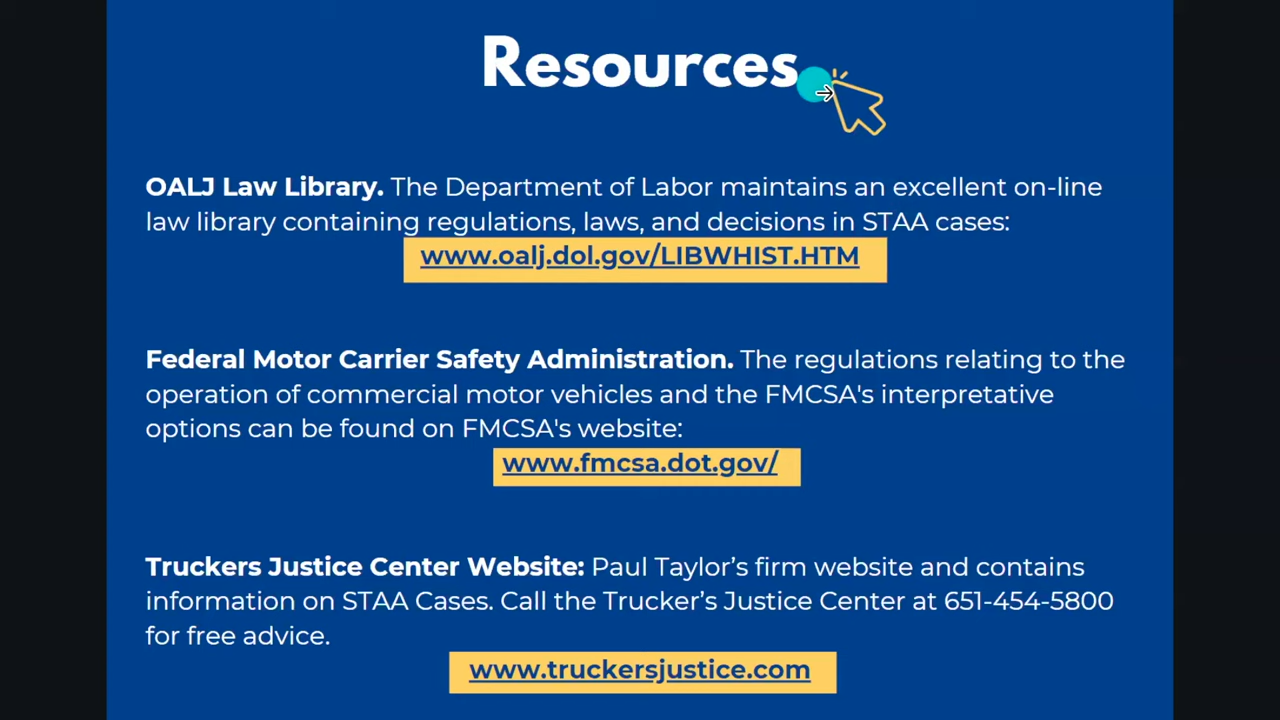 Resources
OALJ Law Library. The Department of Labor maintains an excellent on-line
law library containing regulations, laws, and decisions in STAA cases:
www.oalj.dol.gov/LIBWHIST.HTM
Federal Motor Carrier Safety Administration. The regulations relating to the
operation of commercial motor vehicles and the FMCSA's interpretative
options can be found on FMCSA's website:
www.fmcsa.dot.gov/
Truckers Justice Center Website: Paul Taylor’s firm website and contains
information on STAA Cases. Call the Trucker’s Justice Center at 651-454-5800
for free advice.
www.truckersjustice.com